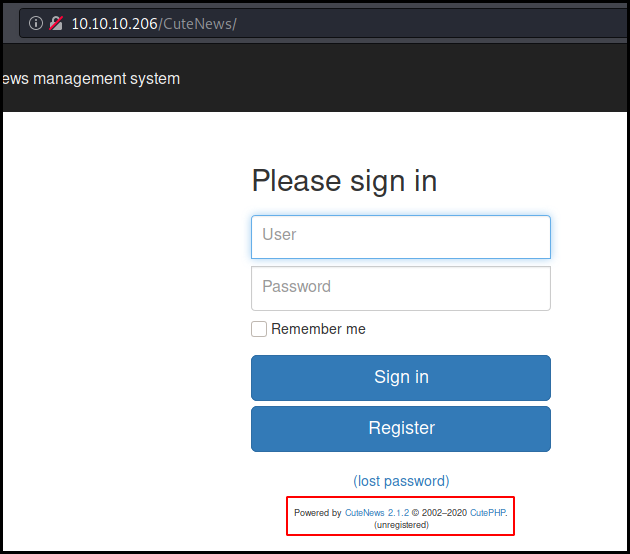 10.10.10.206/CuteNews/
ews management system
Please sign in
User
Password
Remember me
Sign in
Register
(lost password)
Powered by CuteNews 2.1.2 © 2002–2020 CutePHP.
(unregistered)